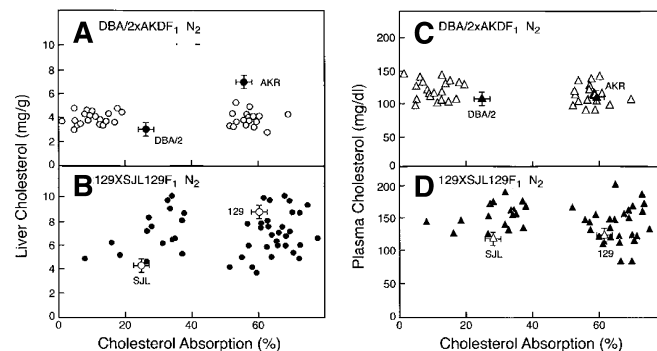 A
DBA/2xAKDF₁ N₂
AKR
DBA/2
10
8
6
4
2
0
Liver Cholesterol (mg/g)
B
129XSJL129F₁ N₂
129
SJL
10
8
6
4
2
0
0 20 40 60
Cholesterol Absorption (%)
C
DBA/2xAKDF₁ N₂
AKR
DBA/2
200
150
100
50
0
Plasma Cholesterol (mg/dl)
D
129XSJL129F₁ N₂
SJL
129
200
150
100
50
0
0 20 40 60
Cholesterol Absorption (%)